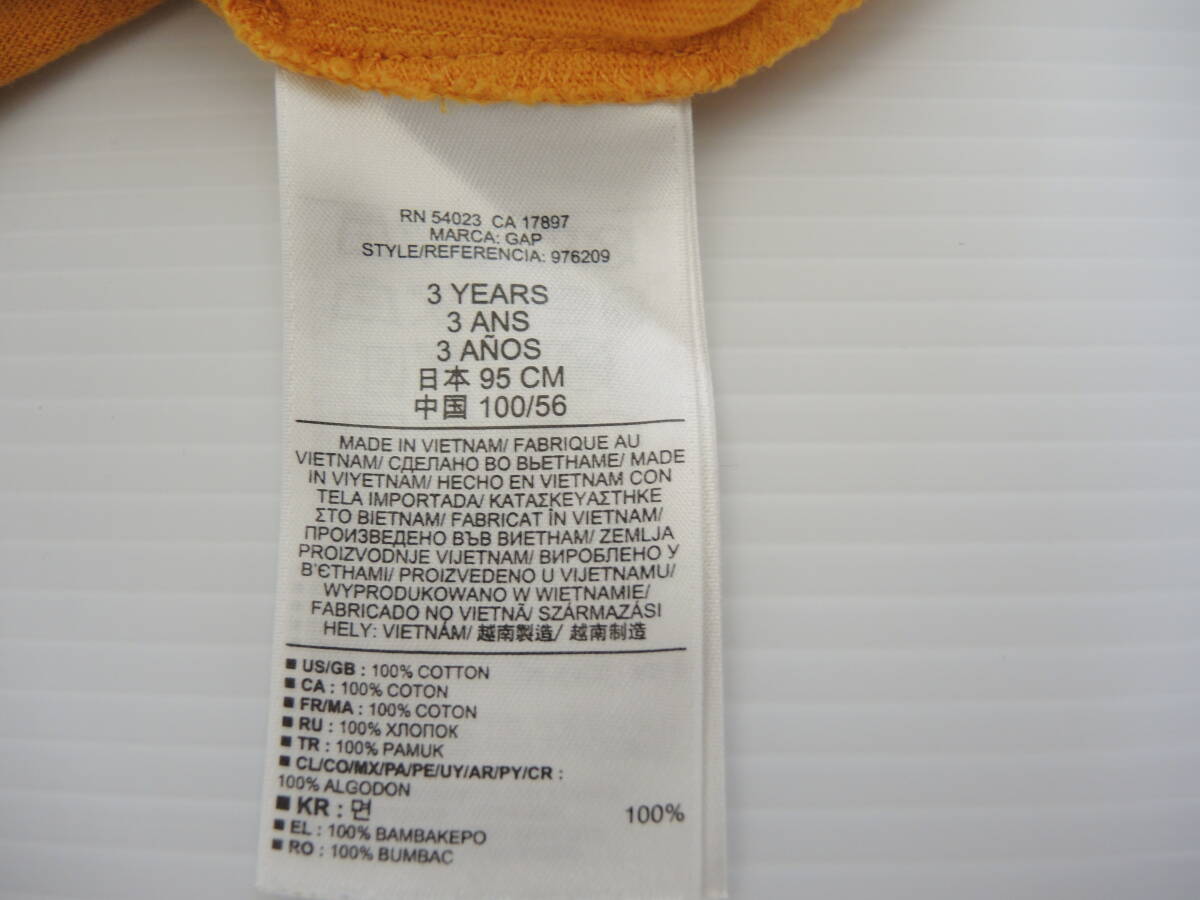 RN 54023 CA 17897
MARCA: GAP
STYLE/REFERENCIA: 976209
3 YEARS
3 ANS
3 AÑOS
日本 95 CM
中国 100/56
MADE IN VIETNAM/ FABRIQUE AU
VIETNAM/ СДЕЛАНО ВО ВЬЕТНАМЕ/ MADE
IN VIYETNAM/ HECHO EN VIETNAM CON
TELA IMPORTADA/ ΚΑΤΑΣΚΕΥΑΣΤΗΚΕ
ΣΤΟ ΒΙΕΤΝΑΜ/ FABRICAT ÎN VIETNAM/
ПРОИЗВЕДЕНО ВЪВ ВИЕТНАМ/ ZEMLJA
PROIZVODNJE VIJETNAM/ ВИРОБЛЕНО У
В'ЄТНАМІ/ PROIZVEDENO U VIJETNAMU/
WYPRODUKOWANO W WIETNAMIE/
FABRICADO NO VIETNÃ/ SZÁRMAZÁSI
HELY: VIETNÁM/ 越南製造/ 越南制造
■ US/GB : 100% COTTON
■ CA : 100% COTON
■ FR/MA : 100% COTON
■ RU : 100% ХЛОПОК
■ TR : 100% PAMUK
■ CL/CO/MX/PA/PE/UY/AR/PY/CR :
100% ALGODON
■ KR : 면 100%
■ EL : 100% ΒΑΜΒΑΚΕΡΟ
■ RO : 100% BUMBAC